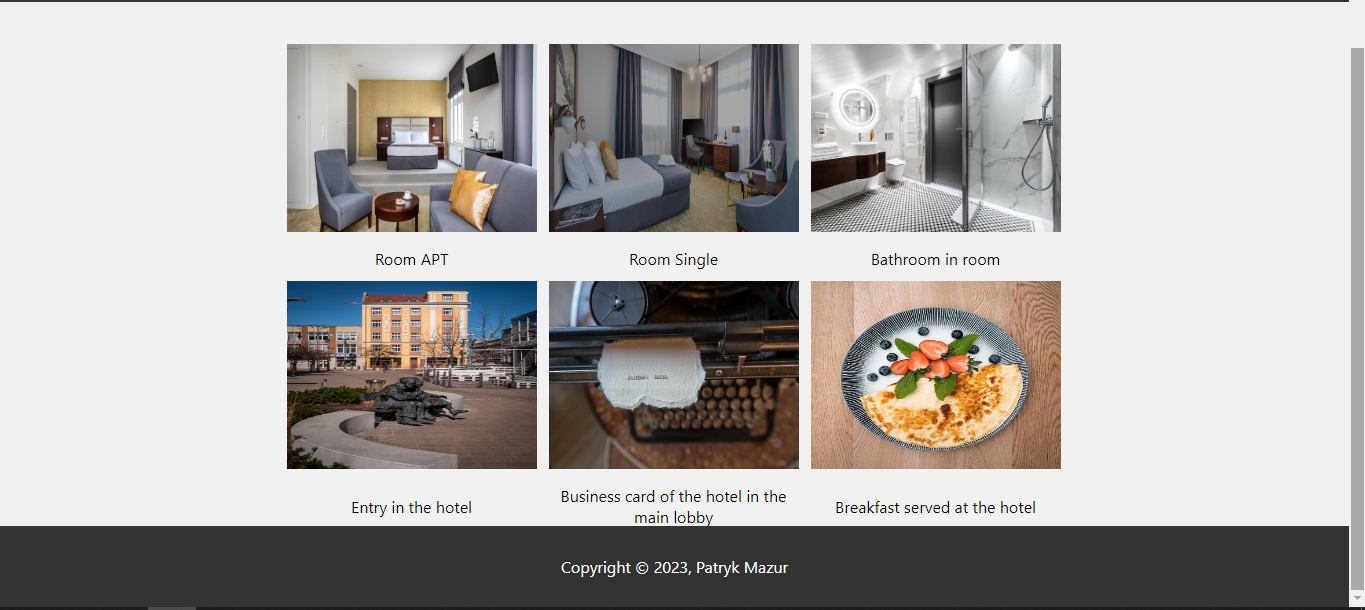 Room APT
Room Single
Bathroom in room
Entry in the hotel
Business card of the hotel in the
main lobby
Breakfast served at the hotel
Copyright © 2023, Patryk Mazur